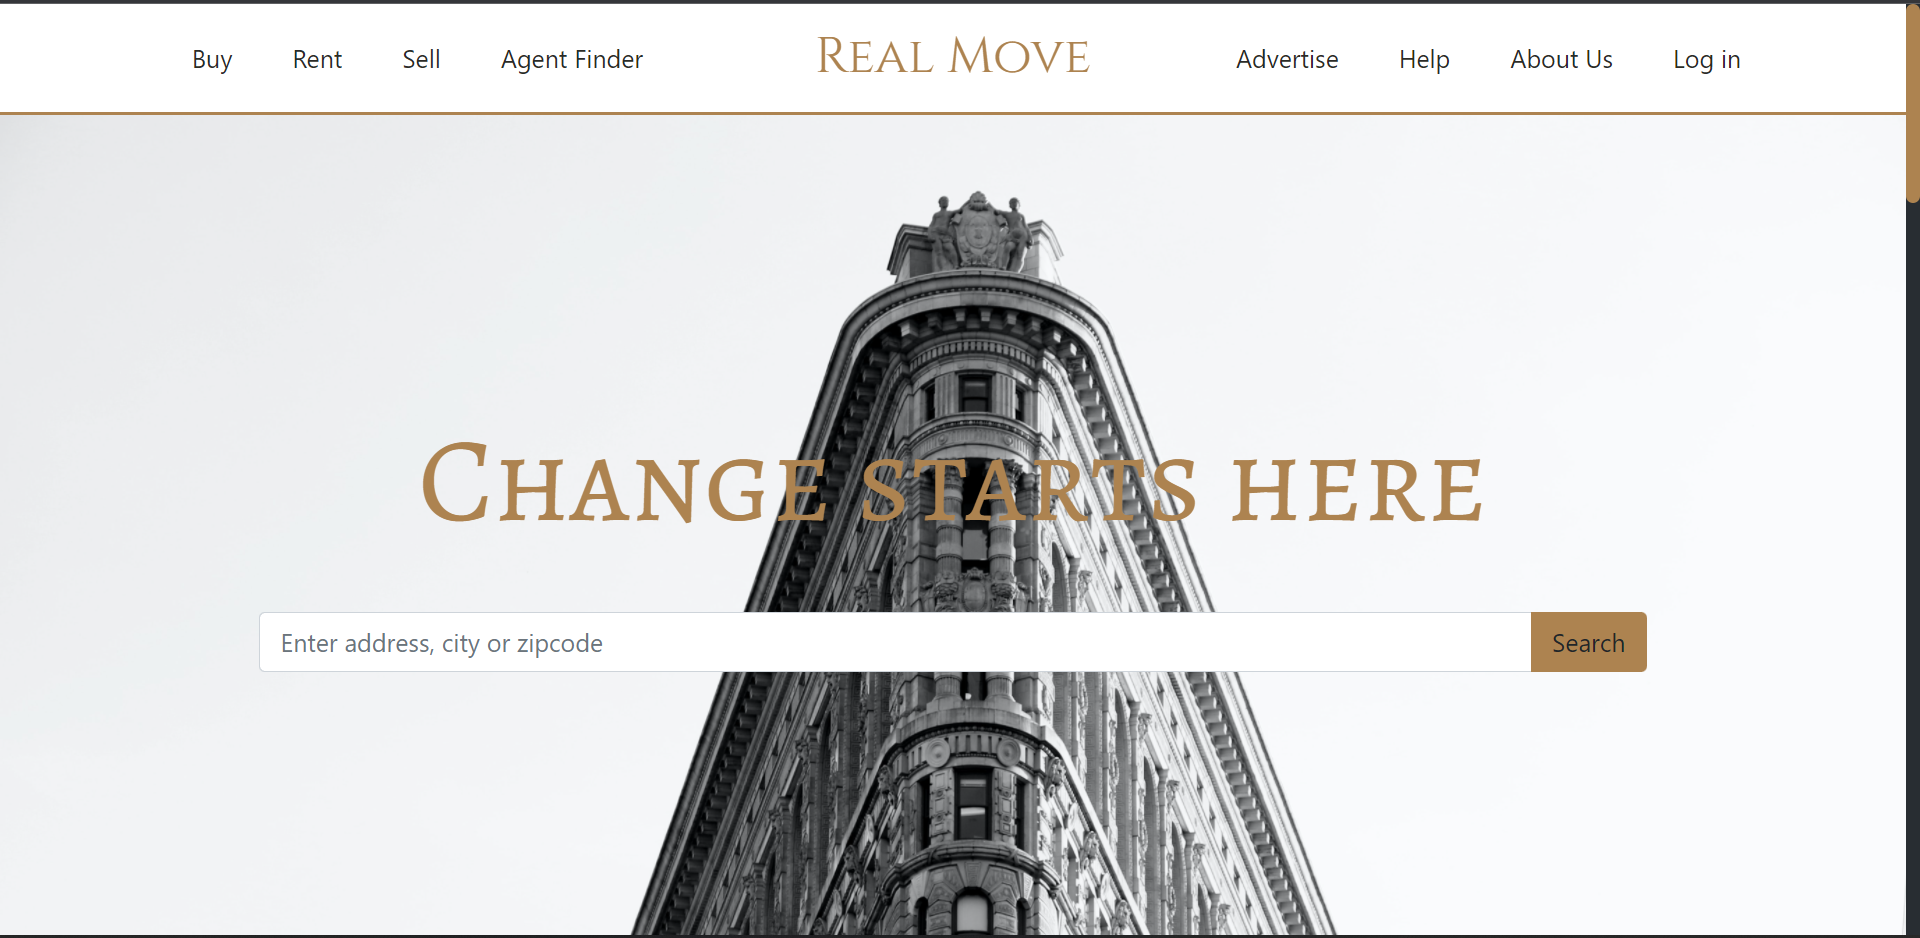 Buy Rent Sell Agent Finder REAL MOVE Advertise Help About Us Log in
CHANGE STARTS HERE
Enter address, city or zipcode Search